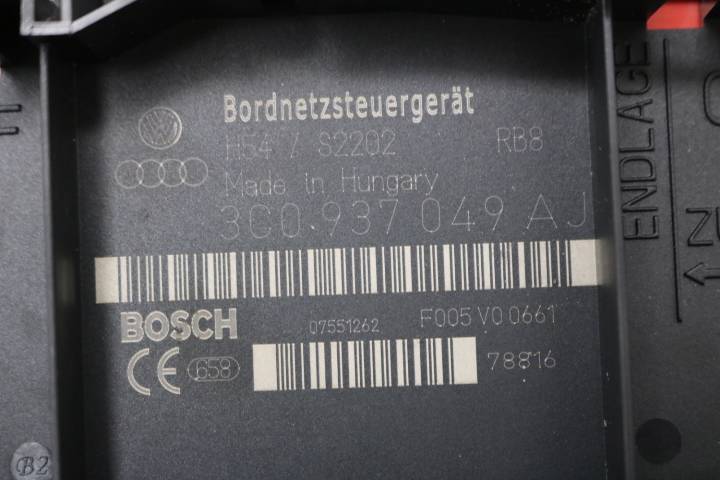 Bordnetzsteuergerät
H54 / S2202 RB8
Made in Hungary
3C0 937 049 AJ
BOSCH 07551262 F005 V0 0661
CE 658 78816
ENDLAGE
B2